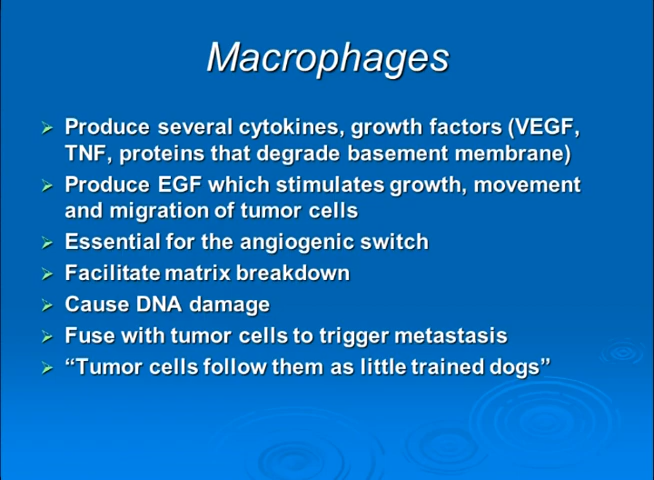 Macrophages
➢ Produce several cytokines, growth factors (VEGF,
TNF, proteins that degrade basement membrane)
➢ Produce EGF which stimulates growth, movement
and migration of tumor cells
➢ Essential for the angiogenic switch
➢ Facilitate matrix breakdown
➢ Cause DNA damage
➢ Fuse with tumor cells to trigger metastasis
➢ “Tumor cells follow them as little trained dogs”